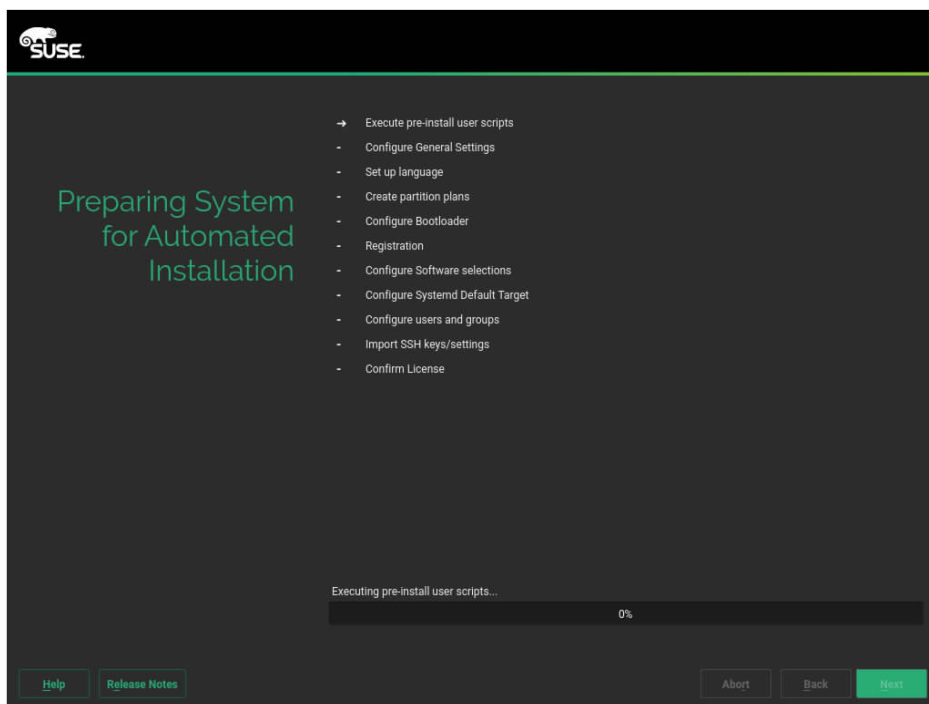 SUSE.
Preparing System
for Automated
Installation
➔ Execute pre-install user scripts
- Configure General Settings
- Set up language
- Create partition plans
- Configure Bootloader
- Registration
- Configure Software selections
- Configure Systemd Default Target
- Configure users and groups
- Import SSH keys/settings
- Confirm License
Executing pre-install user scripts...
0%
Help Release Notes Abort Back Next